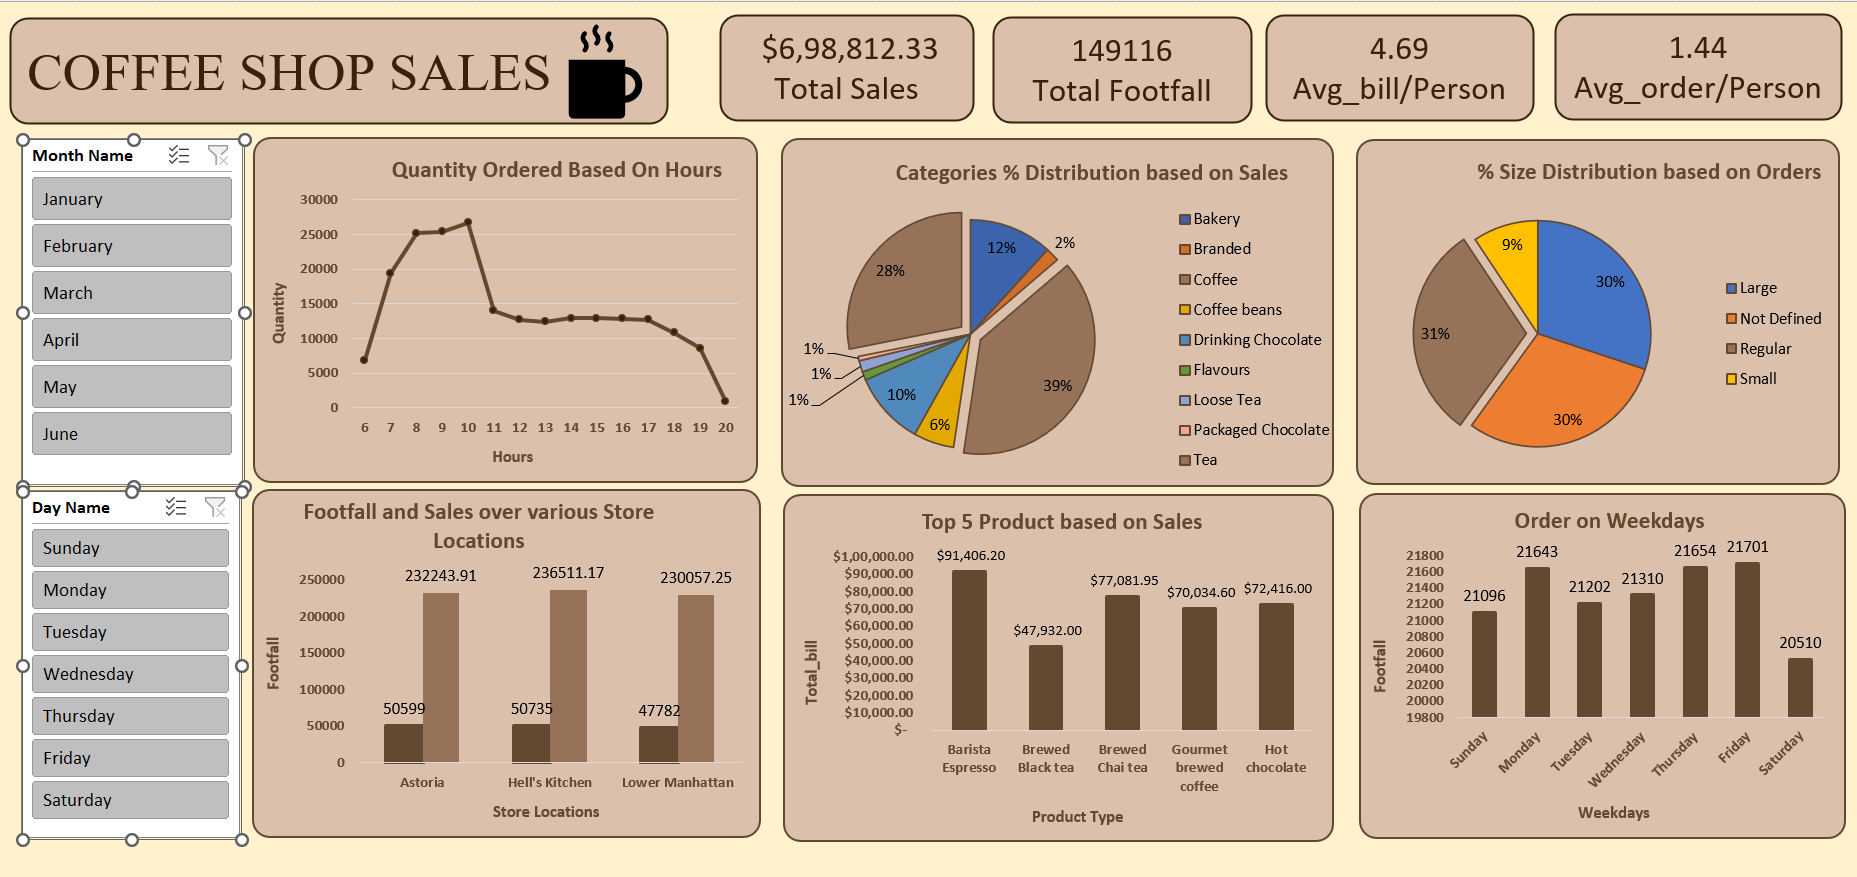 COFFEE SHOP SALES
$6,98,812.33
Total Sales
149116
Total Footfall
4.69
Avg_bill/Person
1.44
Avg_order/Person
Month Name
January
February
March
April
May
June
Day Name
Sunday
Monday
Tuesday
Wednesday
Thursday
Friday
Saturday
Quantity Ordered Based On Hours
Quantity
30000
25000
20000
15000
10000
5000
0
6 7 8 9 10 11 12 13 14 15 16 17 18 19 20
Hours
Categories % Distribution based on Sales
12%
2%
39%
6%
10%
1%
1%
1%
28%
Bakery
Branded
Coffee
Coffee beans
Drinking Chocolate
Flavours
Loose Tea
Packaged Chocolate
Tea
% Size Distribution based on Orders
30%
30%
31%
9%
Large
Not Defined
Regular
Small
Footfall and Sales over various Store
Locations
Footfall
250000
200000
150000
100000
50000
0
232243.91 236511.17 230057.25
50599 50735 47782
Astoria Hell's Kitchen Lower Manhattan
Store Locations
Top 5 Product based on Sales
Total_bill
$1,00,000.00
$90,000.00
$80,000.00
$70,000.00
$60,000.00
$50,000.00
$40,000.00
$30,000.00
$20,000.00
$10,000.00
$-
$91,406.20
$47,932.00
$77,081.95
$70,034.60
$72,416.00
Barista
Espresso
Brewed
Black tea
Brewed
Chai tea
Gourmet
brewed
coffee
Hot
chocolate
Product Type
Order on Weekdays
Footfall
21800
21600
21400
21200
21000
20800
20600
20400
20200
20000
19800
21096
21643
21202
21310
21654
21701
20510
Sunday
Monday
Tuesday
Wednesday
Thursday
Friday
Saturday
Weekdays